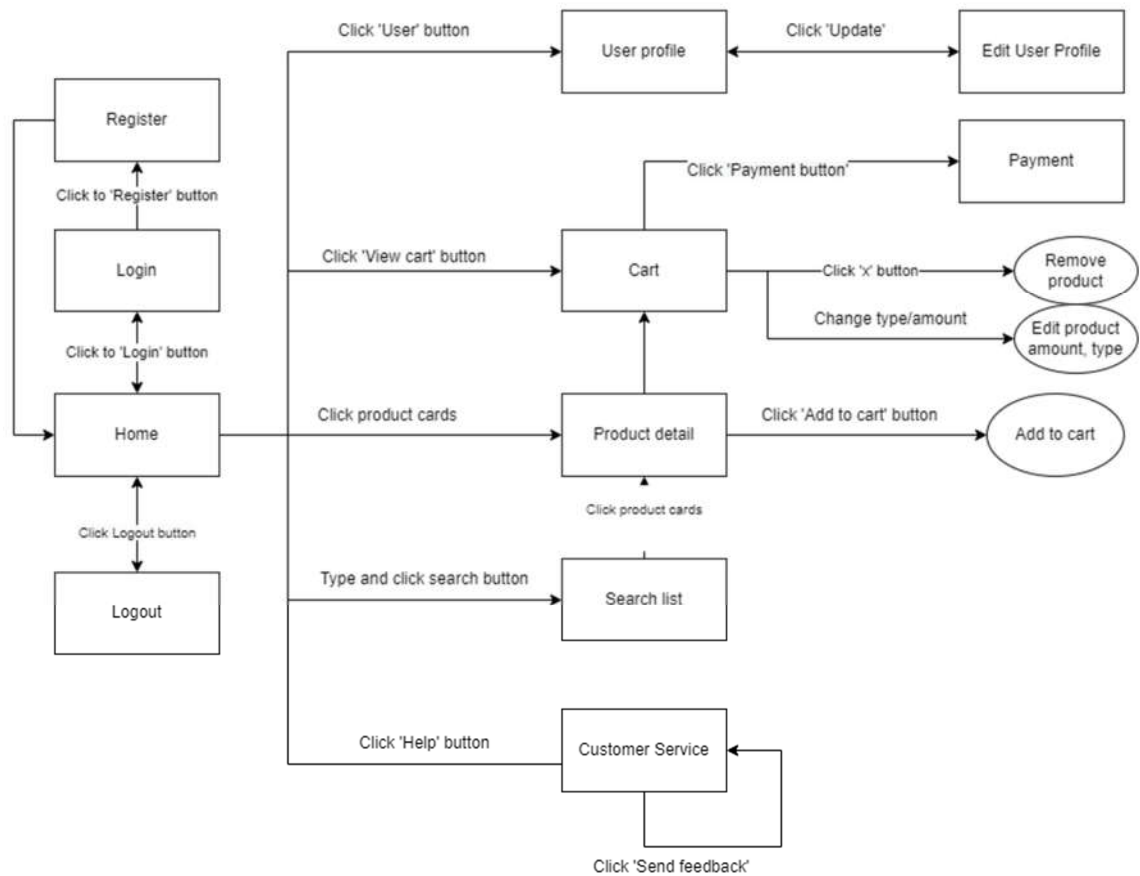 Click 'User' button
User profile
Click 'Update'
Edit User Profile
Register
Click 'Payment button'
Payment
Click to 'Register' button
Login
Click 'View cart' button
Cart
Click 'x' button
Remove
product
Change type/amount
Edit product
amount, type
Click to 'Login' button
Home
Click product cards
Product detail
Click 'Add to cart' button
Add to cart
Click Logout button
Click product cards
Logout
Type and click search button
Search list
Click 'Help' button
Customer Service
Click 'Send feedback'